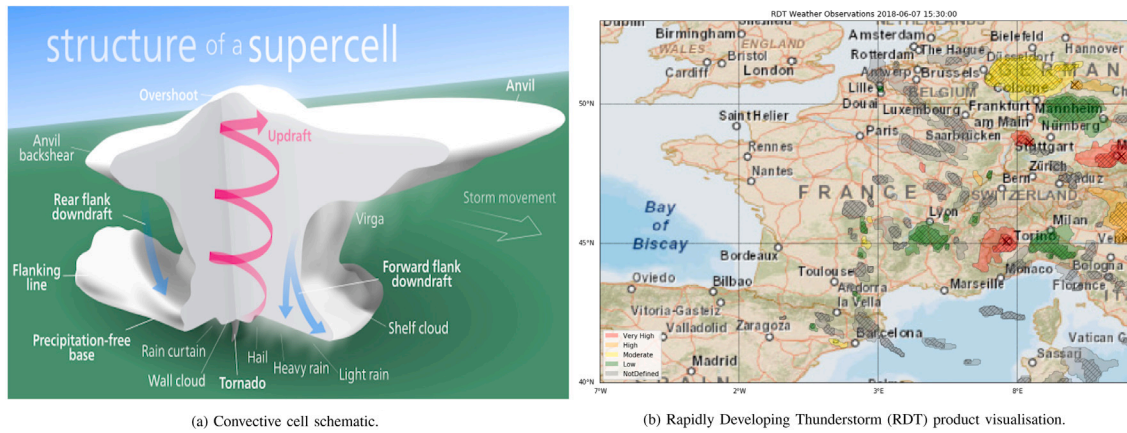 structure of a supercell
Overshoot
Anvil
Updraft
Anvil
backshear
Rear flank
downdraft
Storm movement
Virga
Flanking
line
Forward flank
downdraft
Precipitation-free
base
Shelf cloud
Rain curtain
Hail
Wall cloud
Heavy rain
Light rain
Tornado
(a) Convective cell schematic.
RDT Weather Observations 2018-06-07 15:30:00
Dublin
Sheffield
NETHERLANDS
Birmingham
Amsterdam
Bielefeld
WALES
ENGLAND
Rotterdam
The Hague
Hannover
Bristol
Cardiff
London
Antwerp
Düsseldorf
Brussels
Cologne
GERMAN
Lille
BELGIUM
Douai
Luxembourg
Frankfurt
am Main
Mannheim
50°N
Saint Helier
Paris
Saarbrücken
Nürnberg
Stuttgart
Rennes
Zürich
Nantes
Bern
Vaduz
FRANCE
SWITZERLAND
Bay
of
Biscay
Lyon
Milan
45°N
Torino
Bordeaux
Bologna
Toulouse
Monaco
Oviedo
Bilbao
Andorra
la Vella
Marseille
Florence
Vitoria-Gasteiz
Valladolid
Zaragoza
Barcelona
Vatican C
Very High
High
Moderate
Low
NotDefined
Madrid
Sassari
40°N
7°W
2°W
3°E
8°E
(b) Rapidly Developing Thunderstorm (RDT) product visualisation.